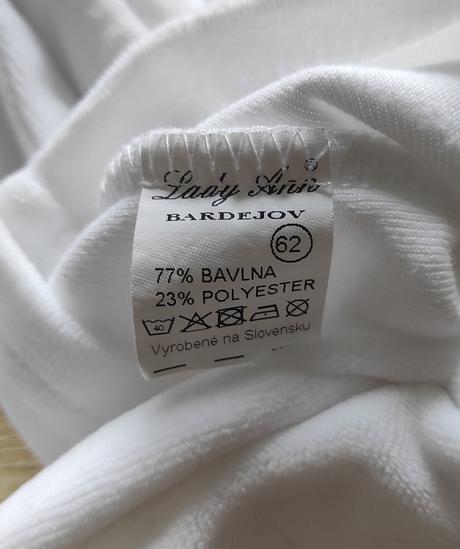 Lady Ann ®
BARDEJOV
62
77% BAVLNA
23% POLYESTER
40
Vyrobené na Slovensku